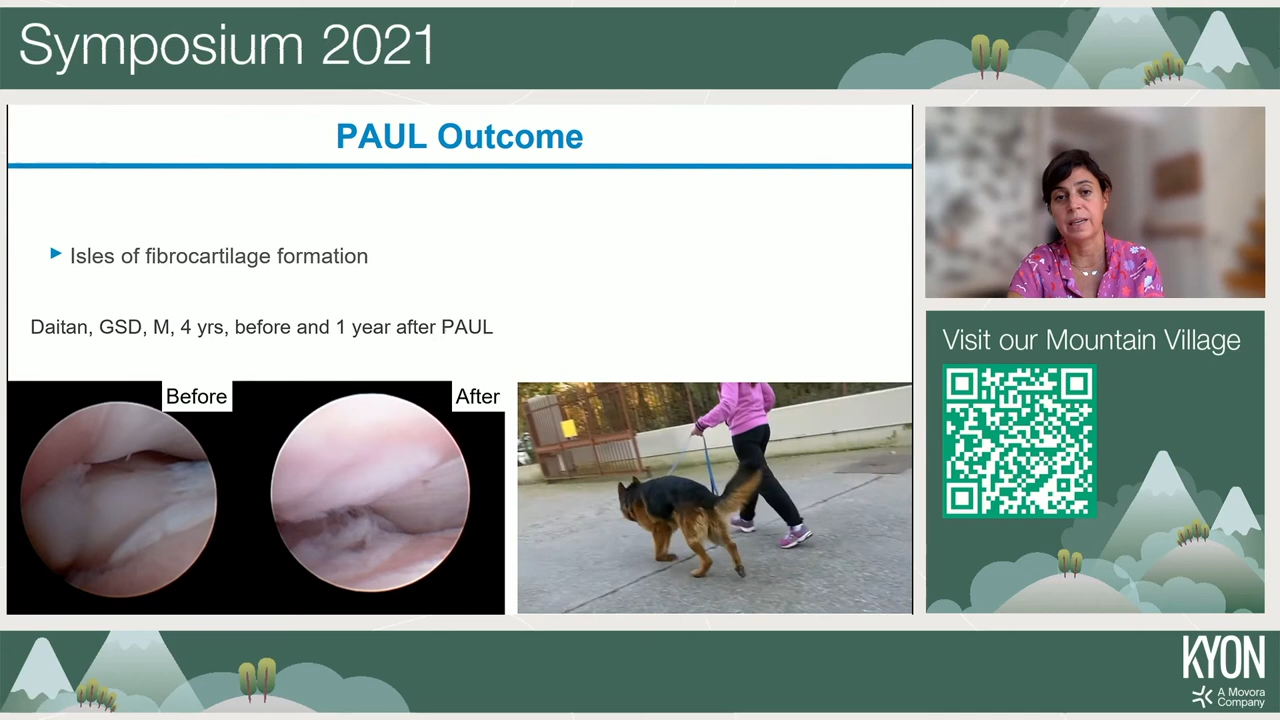 Symposium 2021
PAUL Outcome
Isles of fibrocartilage formation
Daitan, GSD, M, 4 yrs, before and 1 year after PAUL
Before
After
Visit our Mountain Village
KYON
A Movora
Company